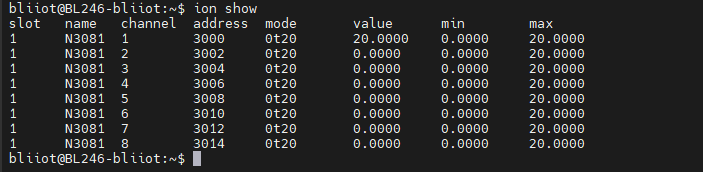 bliiot@BL246-bliiot:~$ ion show
slot name channel address mode value min max
1 N3081 1 3000 0t20 20.0000 0.0000 20.0000
1 N3081 2 3002 0t20 0.0000 0.0000 20.0000
1 N3081 3 3004 0t20 0.0000 0.0000 20.0000
1 N3081 4 3006 0t20 0.0000 0.0000 20.0000
1 N3081 5 3008 0t20 0.0000 0.0000 20.0000
1 N3081 6 3010 0t20 0.0000 0.0000 20.0000
1 N3081 7 3012 0t20 0.0000 0.0000 20.0000
1 N3081 8 3014 0t20 0.0000 0.0000 20.0000
bliiot@BL246-bliiot:~$